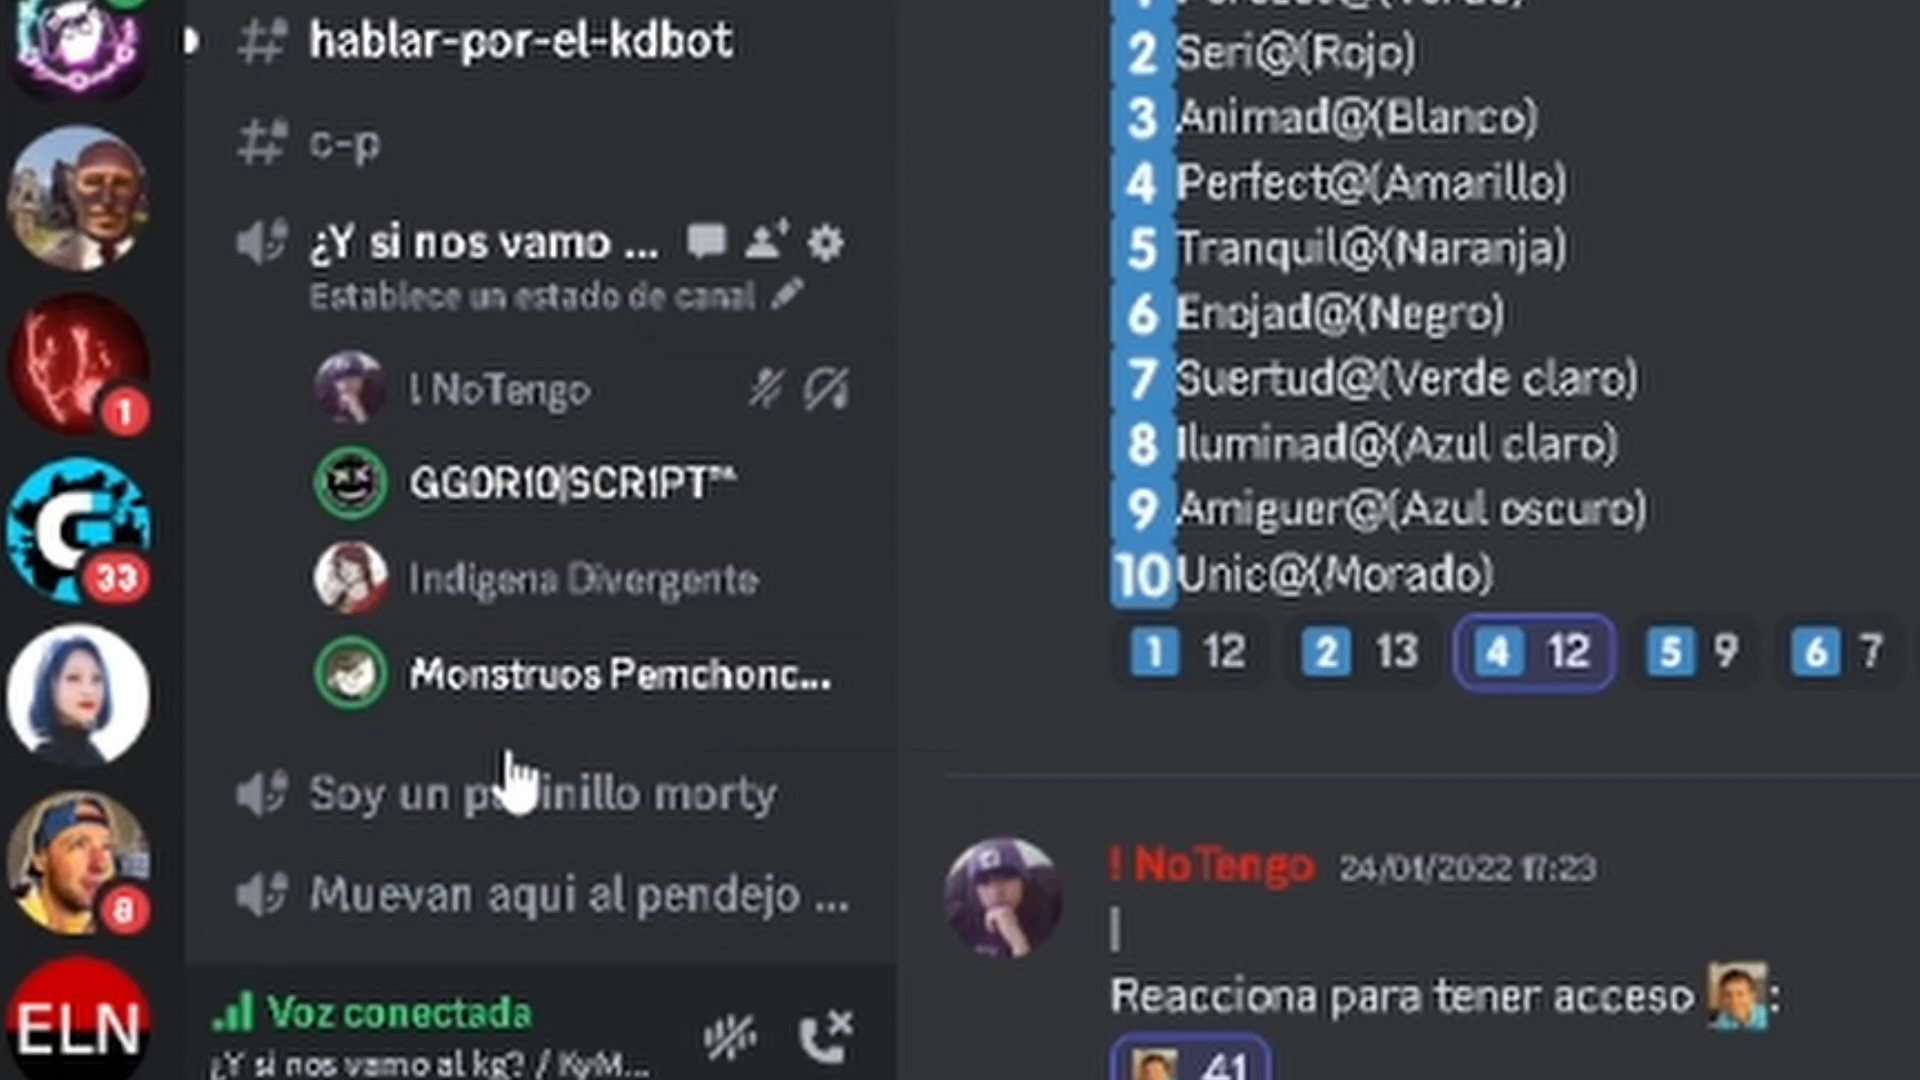 hablar-por-el-kdbot
c-p
¿Y si nos vamo ...
Establece un estado de canal
! NoTengo
GG0R10|SCR1PT
Indigena Divergente
Monstruos Pemchonc...
Soy un morty
Muevan aqui al pendejo ...
Voz conectada
¿Y si nos vamo al kg? / KyM...
1
33
8
ELN
2 Seri@(Rojo)
3 Animad@(Blanco)
4 Perfect@(Amarillo)
5 Tranquil@(Naranja)
6 Enojad@(Negro)
7 Suertud@(Verde claro)
8 Iluminad@(Azul claro)
9 Amiguer@(Azul oscuro)
10 Unic@(Morado)
1 12 2 13 4 12 5 9 6 7
! NoTengo 24/01/2022 17:23
|
Reacciona para tener acceso :
41